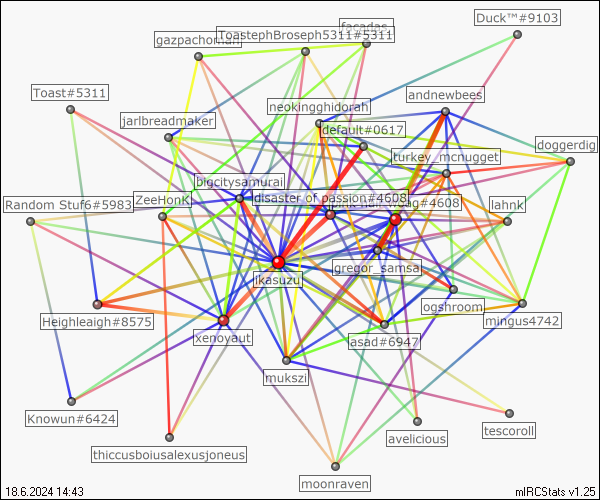 Duck™#9103
facadas_
ToastephBroseph5311#5311
gazpachoman
Toast#5311
andnewbees
neokingghidorah
jarlbreadmaker
default#0617
doggerdig
turkey_mcnugget
bigcitysamurai
disaster of passion#4608
#4608
Random Stuf6#5983
ZeeHonk
lahnk
gregor_samsa
ikasuzu
ogshroom
Heighleaigh#8575
mingus4742
xenoyaut
asad#6947
mukszi
Knowun#6424
tescoroll
avelicious
thiccusboiusalexusjoneus
moonraven
18.6.2024 14:43
mIRCStats v1.25